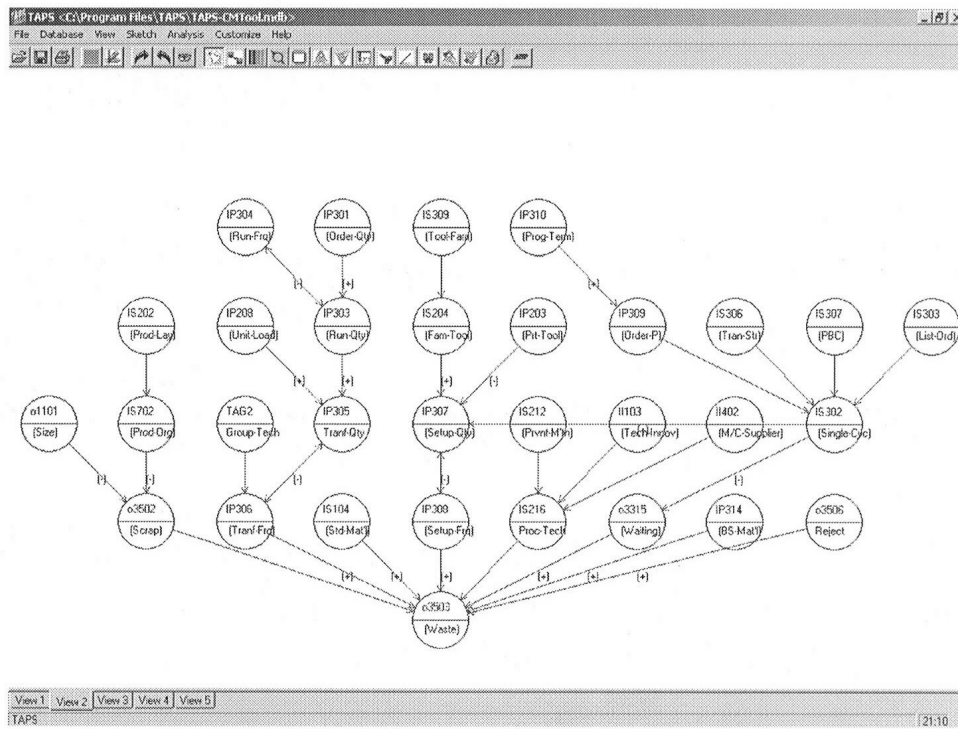 TAPS <C:\Program Files\TAPS\TAPS-CMTool.mdb>
File Database View Sketch Analysis Customize Help
IP304
(Run-Frq)
IP301
(Order-Qty)
IS309
(Tool-Fam)
IP310
(Prog-Term)
(-)
(+)
(+)
IS202
(Prod-Lay)
IP208
(Unit-Load)
IP303
(Run-Qty)
IS204
(Fam-Tool)
IP203
(Prt-Tool)
IP309
(Order-P)
IS306
(Tran-Str)
IS307
(PBC)
IS303
(List-Ord)
(+)
(+)
(+)
(-)
o1101
(Size)
IS702
(Prod-Org)
TAG2
Group-Tech
IP305
Tranf-Qty
IP307
(Setup-Qty)
IS212
(Prvnt-M'tn)
II103
(Tech-Innov)
II402
(M/C-Supplier)
IS302
(Single-Cyc)
(-)
(-)
(-)
(-)
(-)
o3502
(Scrap)
IP306
(Tranf-Frq)
IS104
(Std-Mat'l)
IP308
(Setup-Frq)
IS216
Proc-Tech
o3315
(Waiting)
IP314
(BS-Mat'l)
o3506
Reject
(+)
(+)
(+)
(+)
(+)
(+)
o3503
(Waste)
View 1 View 2 View 3 View 4 View 5
TAPS 21:10